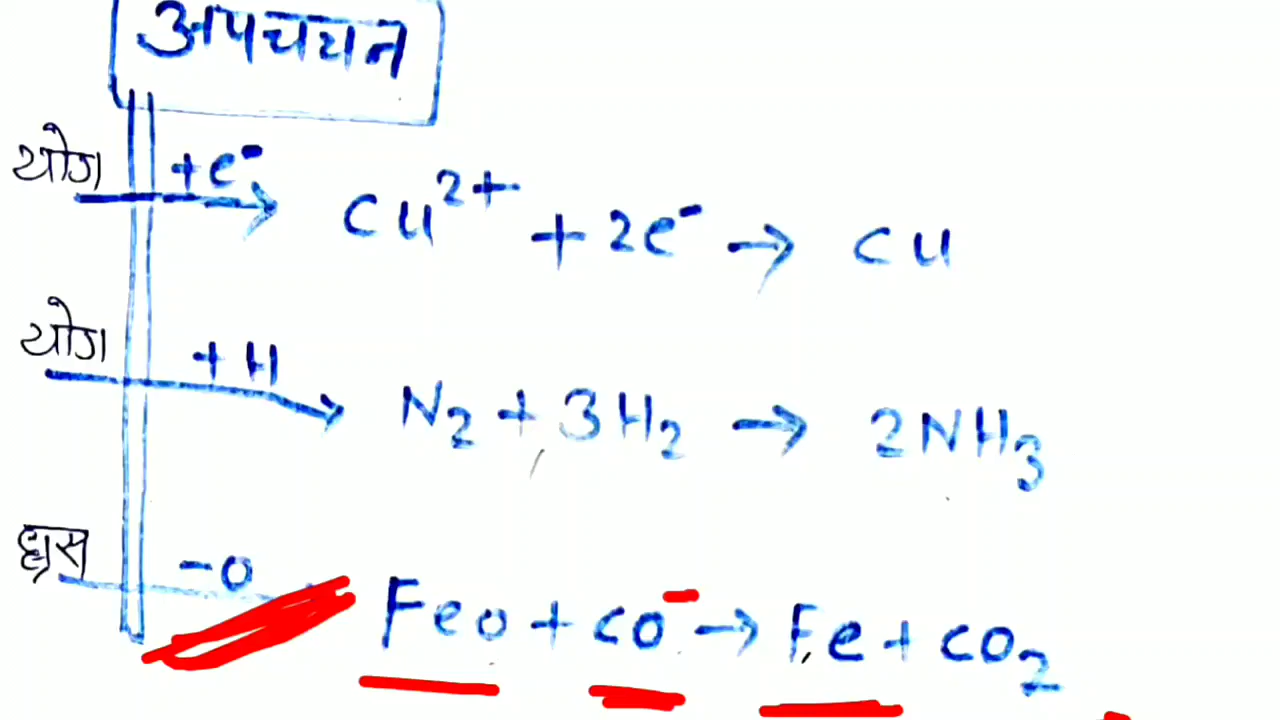 अपचयन
योग +e⁻ Cu²⁺ + 2e⁻ → Cu
योग +H N₂ + 3H₂ → 2NH₃
ह्रास -O FeO + CO → Fe + CO₂